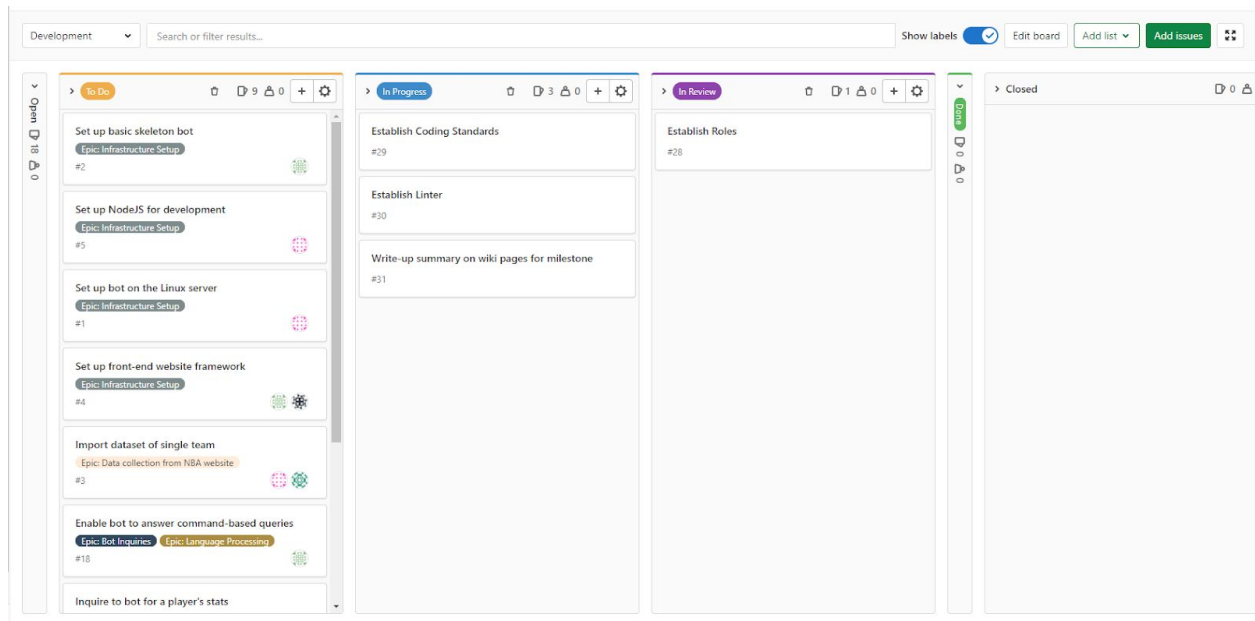 Development
Search or filter results...
Show labels
Edit board
Add list
Add issues
Open
18
0
To Do
9
0
Set up basic skeleton bot
Epic: Infrastructure Setup
#2
Set up NodeJS for development
Epic: Infrastructure Setup
#5
Set up bot on the Linux server
Epic: Infrastructure Setup
#1
Set up front-end website framework
Epic: Infrastructure Setup
#4
Import dataset of single team
Epic: Data collection from NBA website
#3
Enable bot to answer command-based queries
Epic: Bot Inquiries Epic: Language Processing
#18
Inquire to bot for a player's stats
In Progress
3
0
Establish Coding Standards
#29
Establish Linter
#30
Write-up summary on wiki pages for milestone
#31
In Review
1
0
Establish Roles
#28
Done
0
0
Closed
0